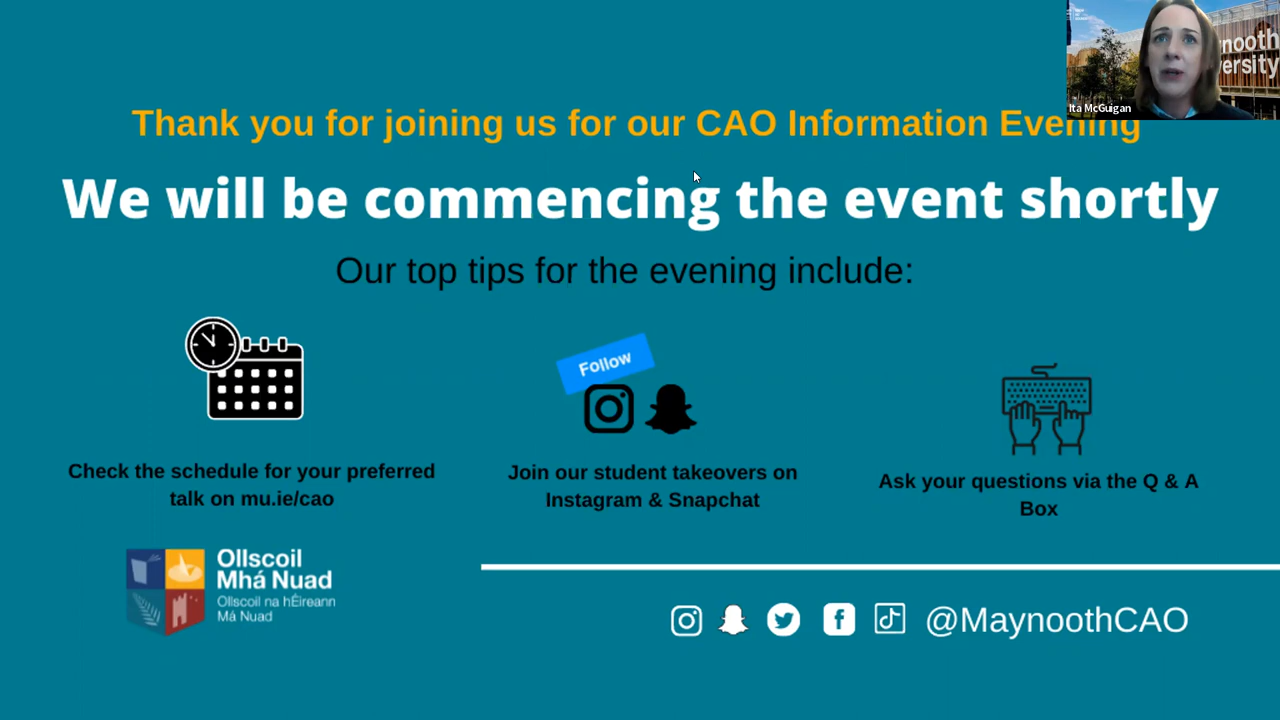 ynooth
versity
Ita McGuigan
Thank you for joining us for our CAO Information Evening
We will be commencing the event shortly
Our top tips for the evening include:
Follow
Check the schedule for your preferred
talk on mu.ie/cao
Join our student takeovers on
Instagram & Snapchat
Ask your questions via the Q & A
Box
Ollscoil
Mhá Nuad
Ollscoil na hÉireann
Má Nuad
@MaynoothCAO